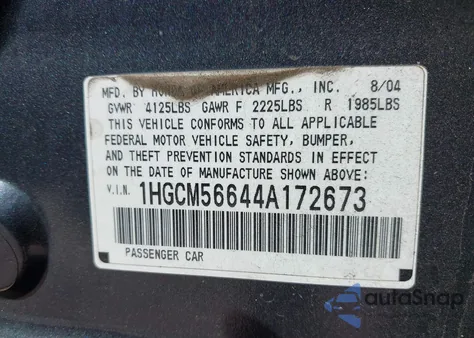 MFD. BY HONDA OF AMERICA MFG., INC. 8/04
GVWR 4125LBS GAWR F 2225LBS R 1985LBS
THIS VEHICLE CONFORMS TO ALL APPLICABLE
FEDERAL MOTOR VEHICLE SAFETY, BUMPER,
AND THEFT PREVENTION STANDARDS IN EFFECT
ON THE DATE OF MANUFACTURE SHOWN ABOVE:
V.I.N. 1HGCM56644A172673
PASSENGER CAR
autoSnap